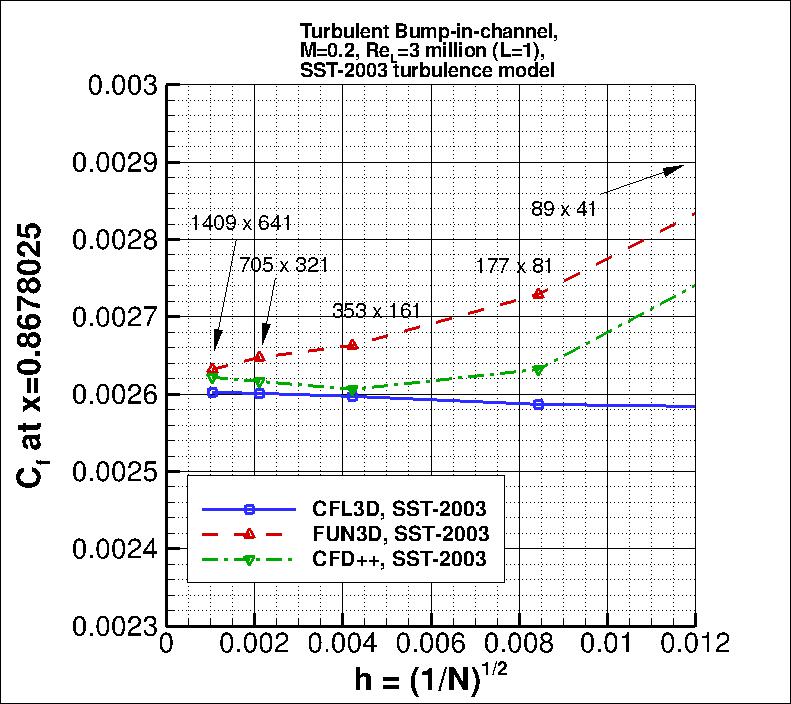 Turbulent Bump-in-channel,
M=0.2, Re_L=3 million (L=1),
SST-2003 turbulence model
0.003
0.0029
0.0028
0.0027
0.0026
0.0025
0.0024
0.0023
C_f at x=0.8678025
1409 x 641
705 x 321
353 x 161
177 x 81
89 x 41
CFL3D, SST-2003
FUN3D, SST-2003
CFD++, SST-2003
0 0.002 0.004 0.006 0.008 0.01 0.012
h = (1/N)^1/2